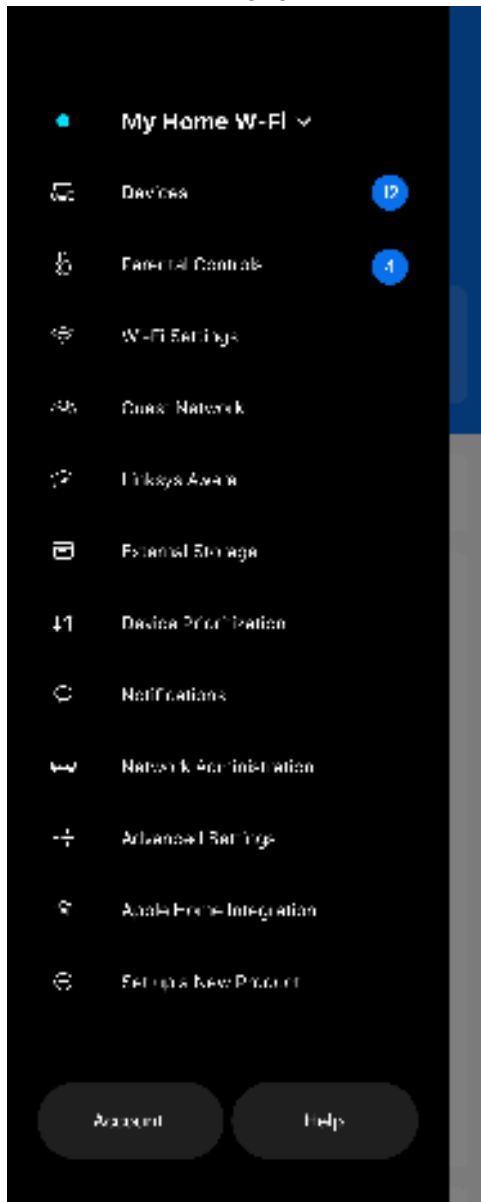 My Home W-Fi
Devices
12
Parental Controls
4
Wi-Fi Settings
Guest Network
Linksys Aware
External Storage
Device Prioritization
Notifications
Network Administration
Advanced Settings
Apple Home Integration
Set up a New Product
Account
Help